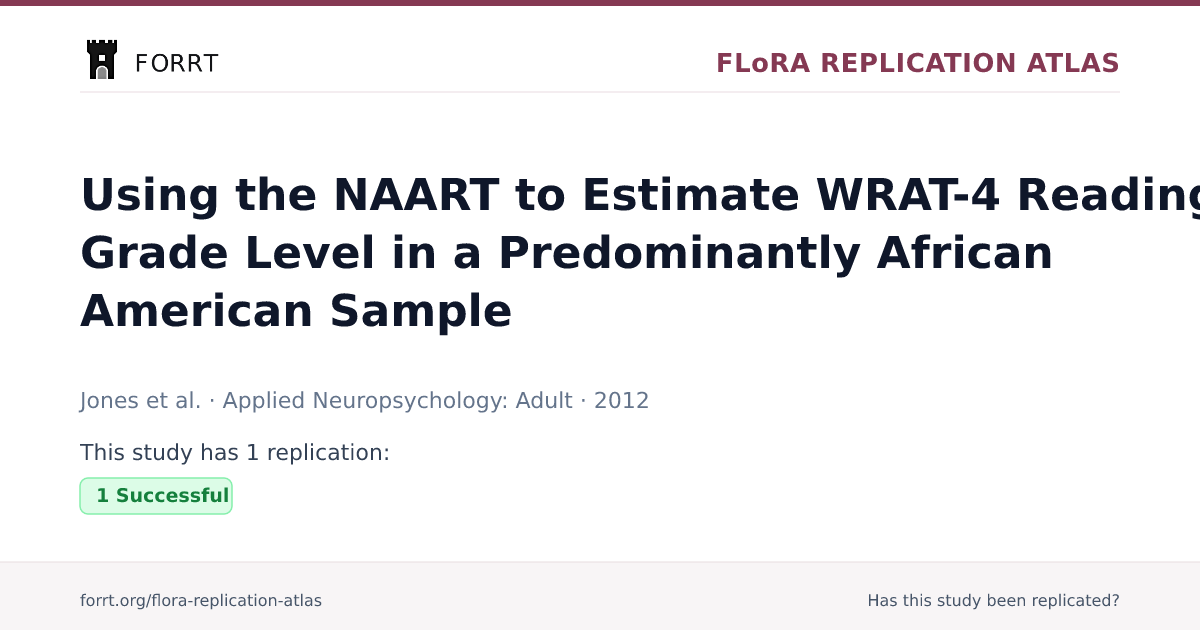 FORRT
FLoRA REPLICATION ATLAS
Using the NAART to Estimate WRAT-4 Reading
Grade Level in a Predominantly African
American Sample
Jones et al. · Applied Neuropsychology: Adult · 2012
This study has 1 replication:
1 Successful
forrt.org/flora-replication-atlas
Has this study been replicated?